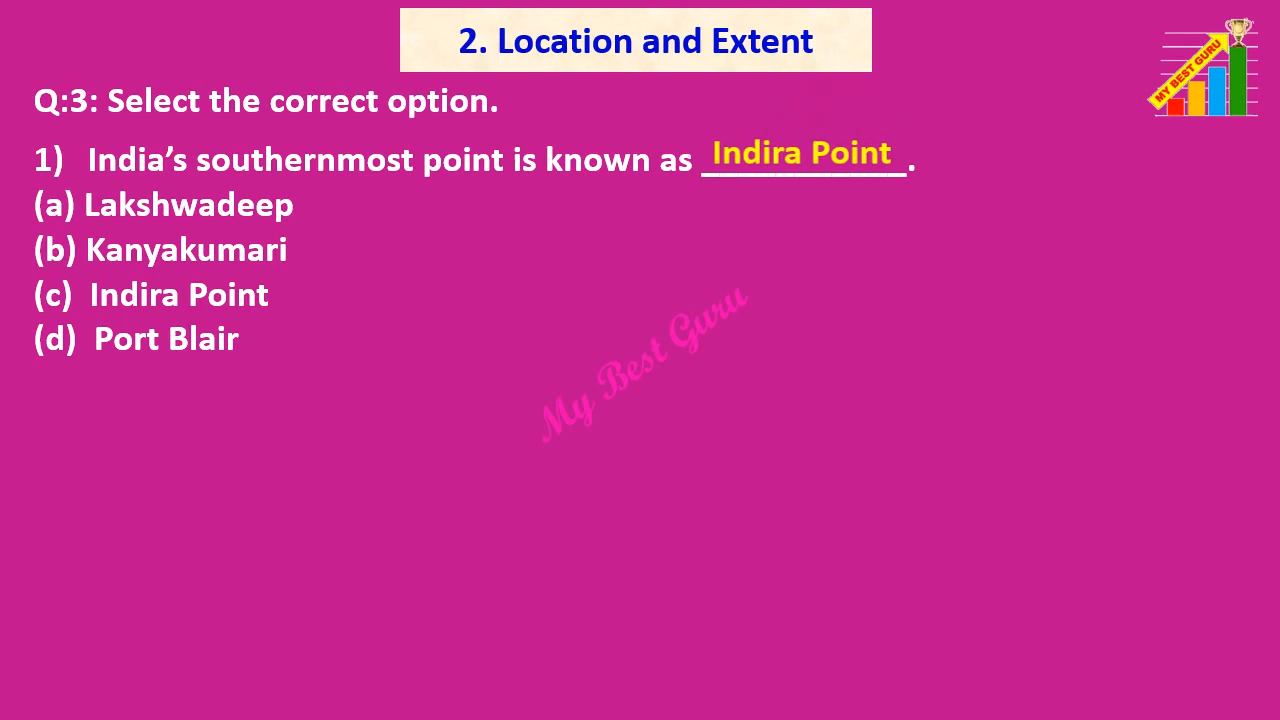 2. Location and Extent
MY BEST GURU
Q:3: Select the correct option.
1) India’s southernmost point is known as Indira Point.
(a) Lakshwadeep
(b) Kanyakumari
(c) Indira Point
(d) Port Blair
My Best Guru